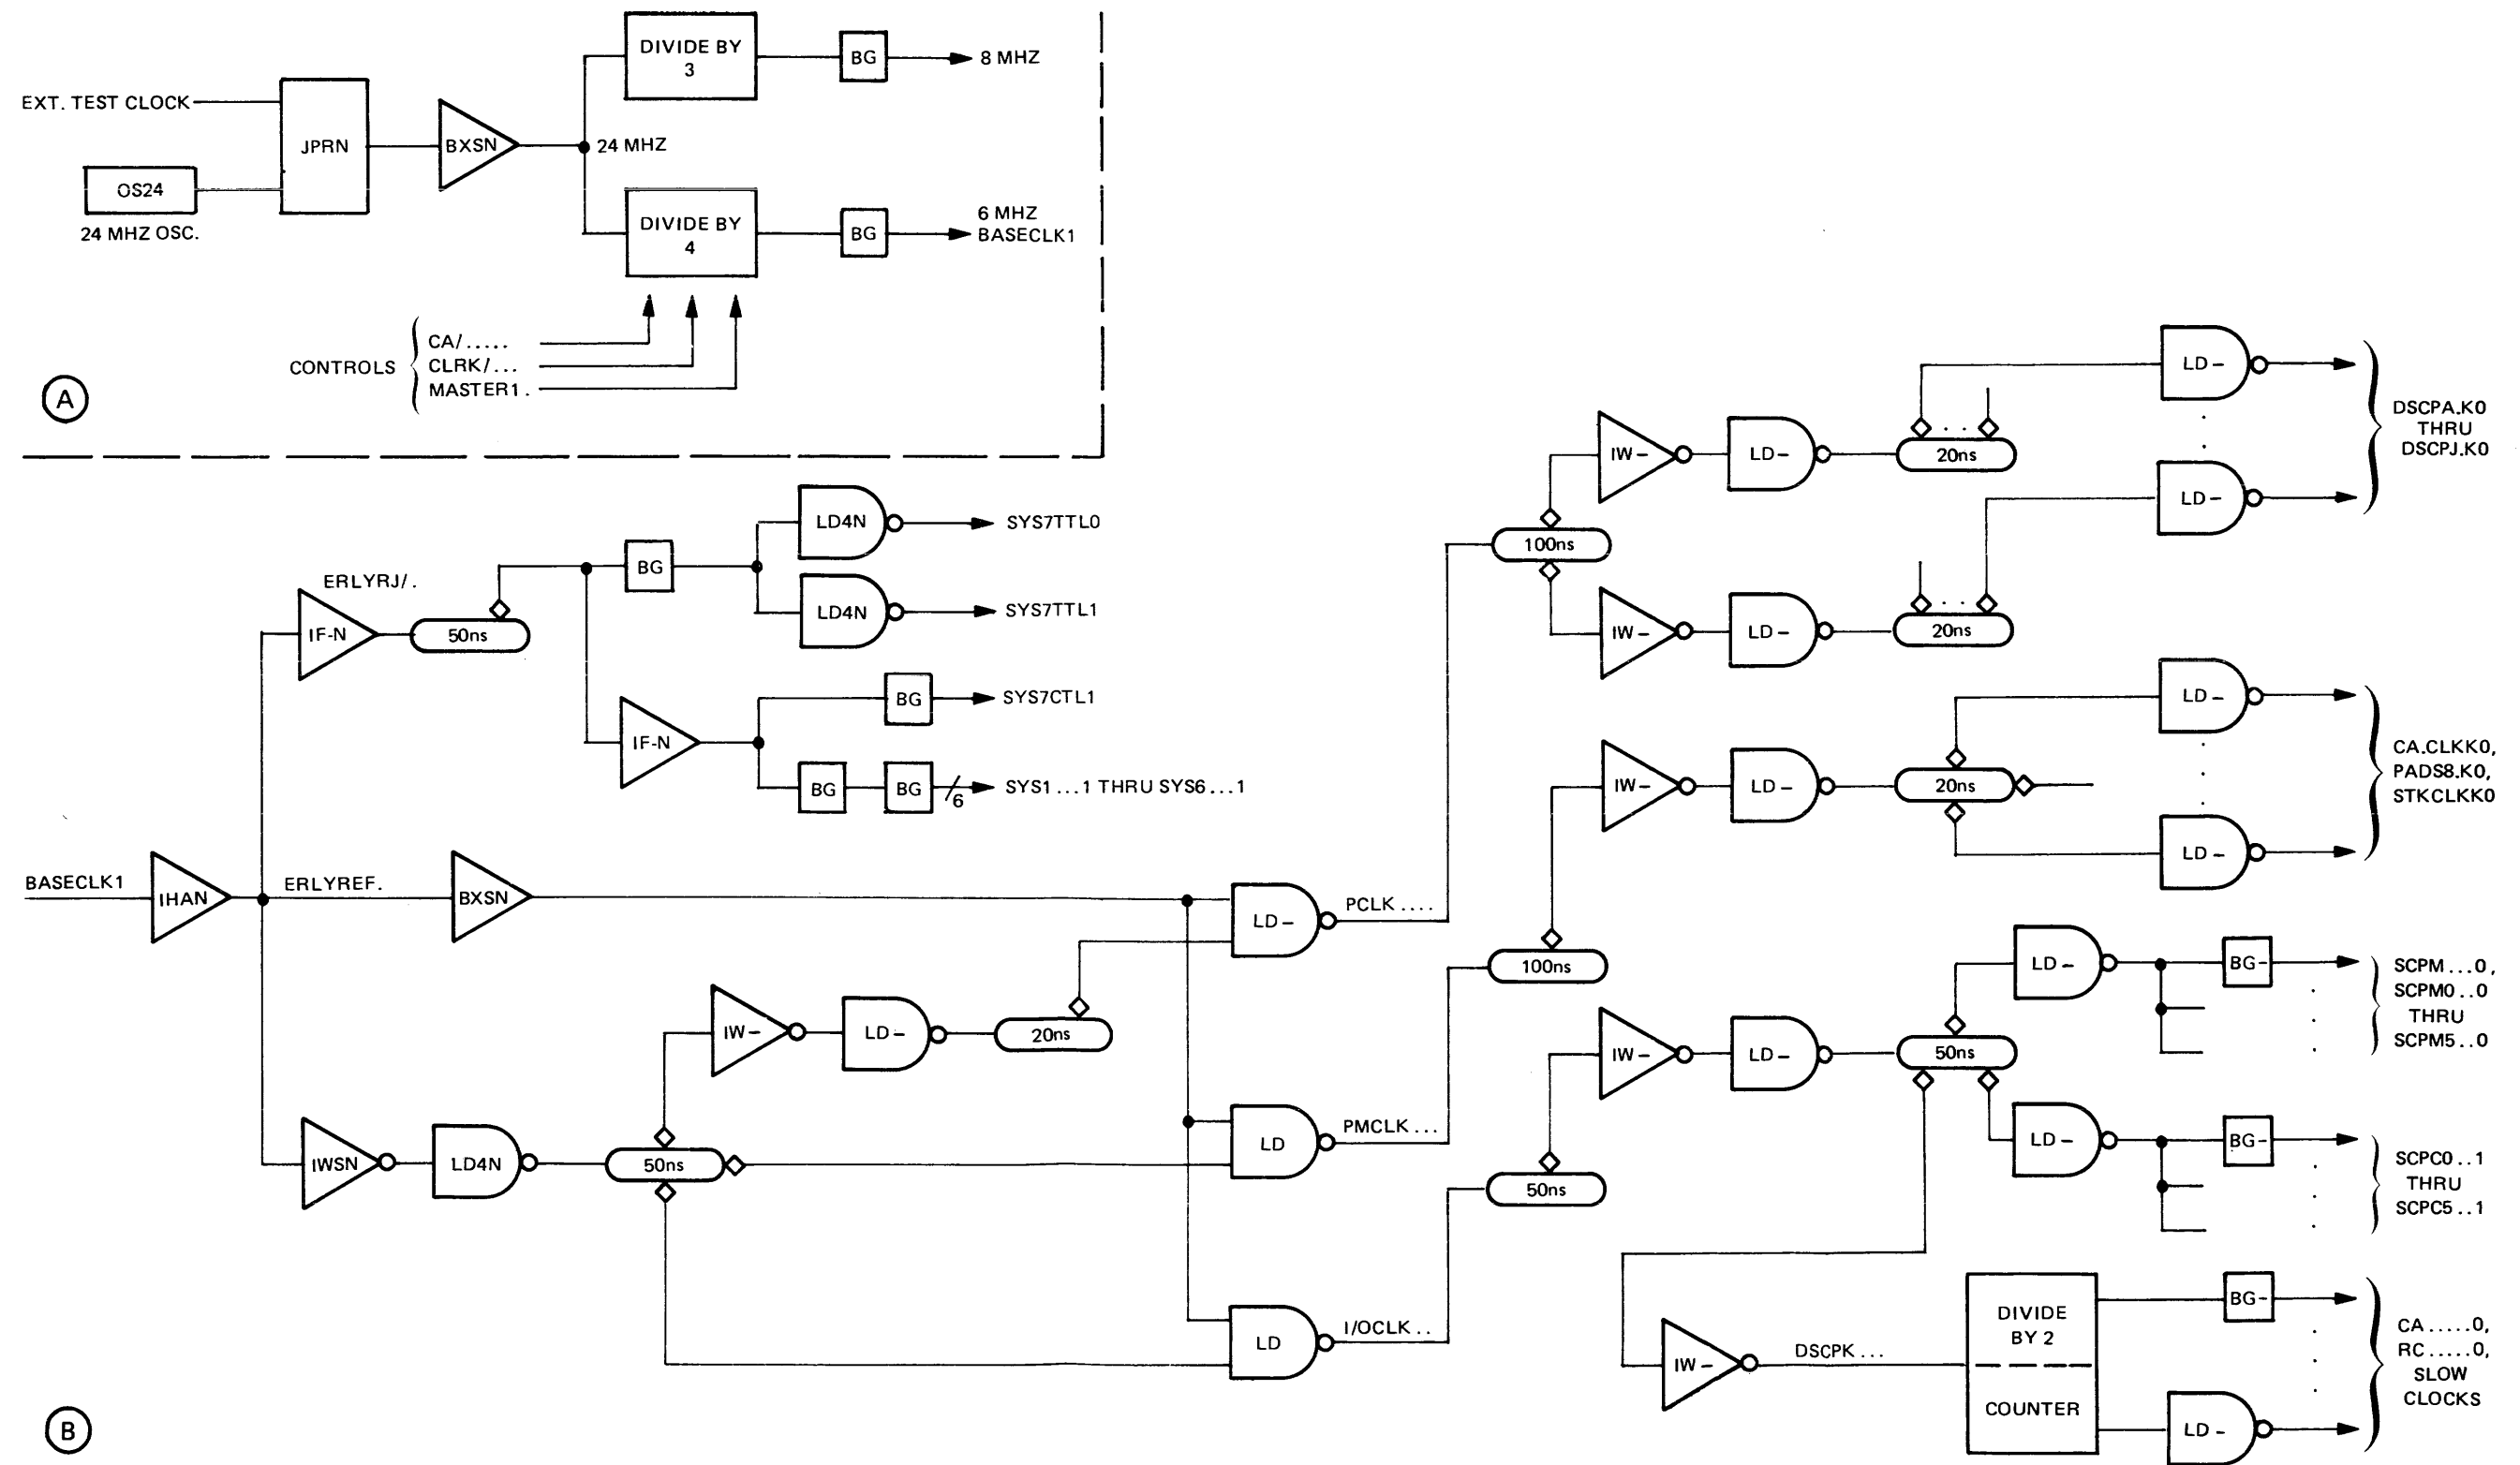 EXT. TEST CLOCK
OS24
24 MHZ OSC.
JPRN
BXSN
24 MHZ
DIVIDE BY
3
BG
8 MHZ
DIVIDE BY
4
BG
6 MHZ
BASECLK1
CONTROLS
CA/.....
CLRK/...
MASTER1.
A
BASECLK1
IHAN
ERLYRJ/.
IF-N
50ns
BG
LD4N
SYS7TTL0
LD4N
SYS7TTL1
IF-N
BG
SYS7CTL1
BG
BG
6
SYS1...1 THRU SYS6...1
ERLYREF.
BXSN
IWSN
LD4N
50ns
IW-
LD-
20ns
LD-
PCLK ....
LD
PMCLK ...
LD
I/OCLK ..
100ns
IW-
LD-
20ns
LD-
LD-
DSCPA.K0
THRU
DSCPJ.K0
IW-
LD-
20ns
100ns
IW-
LD-
20ns
LD-
LD-
CA.CLKK0,
PADS8.K0,
STKCLKK0
50ns
IW-
LD-
50ns
LD-
BG-
SCPM...0,
SCPM0..0
THRU
SCPM5..0
LD-
BG-
SCPC0..1
THRU
SCPC5..1
IW-
DSCPK ...
DIVIDE
BY 2
COUNTER
BG-
LD-
CA.....0,
RC.....0,
SLOW
CLOCKS
B